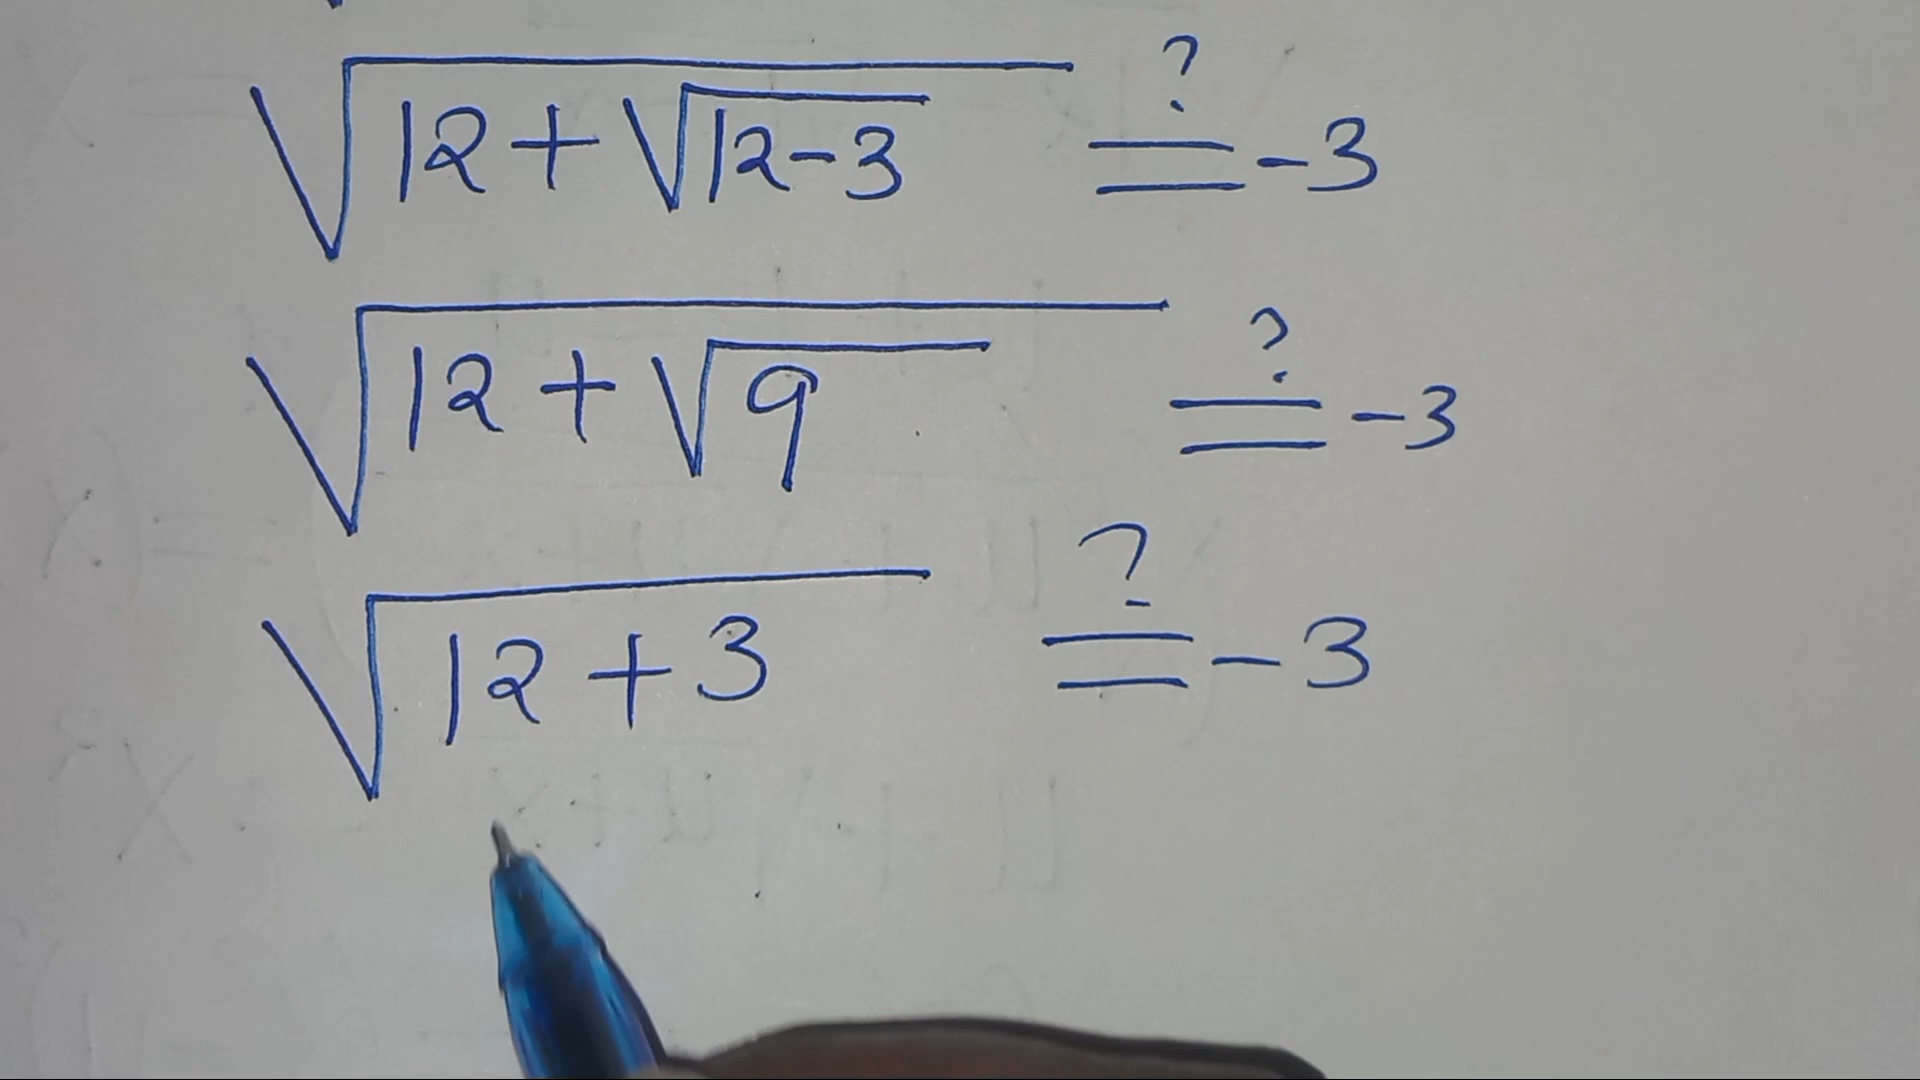 √(12+√(12-3)) ?= -3
√(12+√9) ?= -3
√(12+3) ?= -3